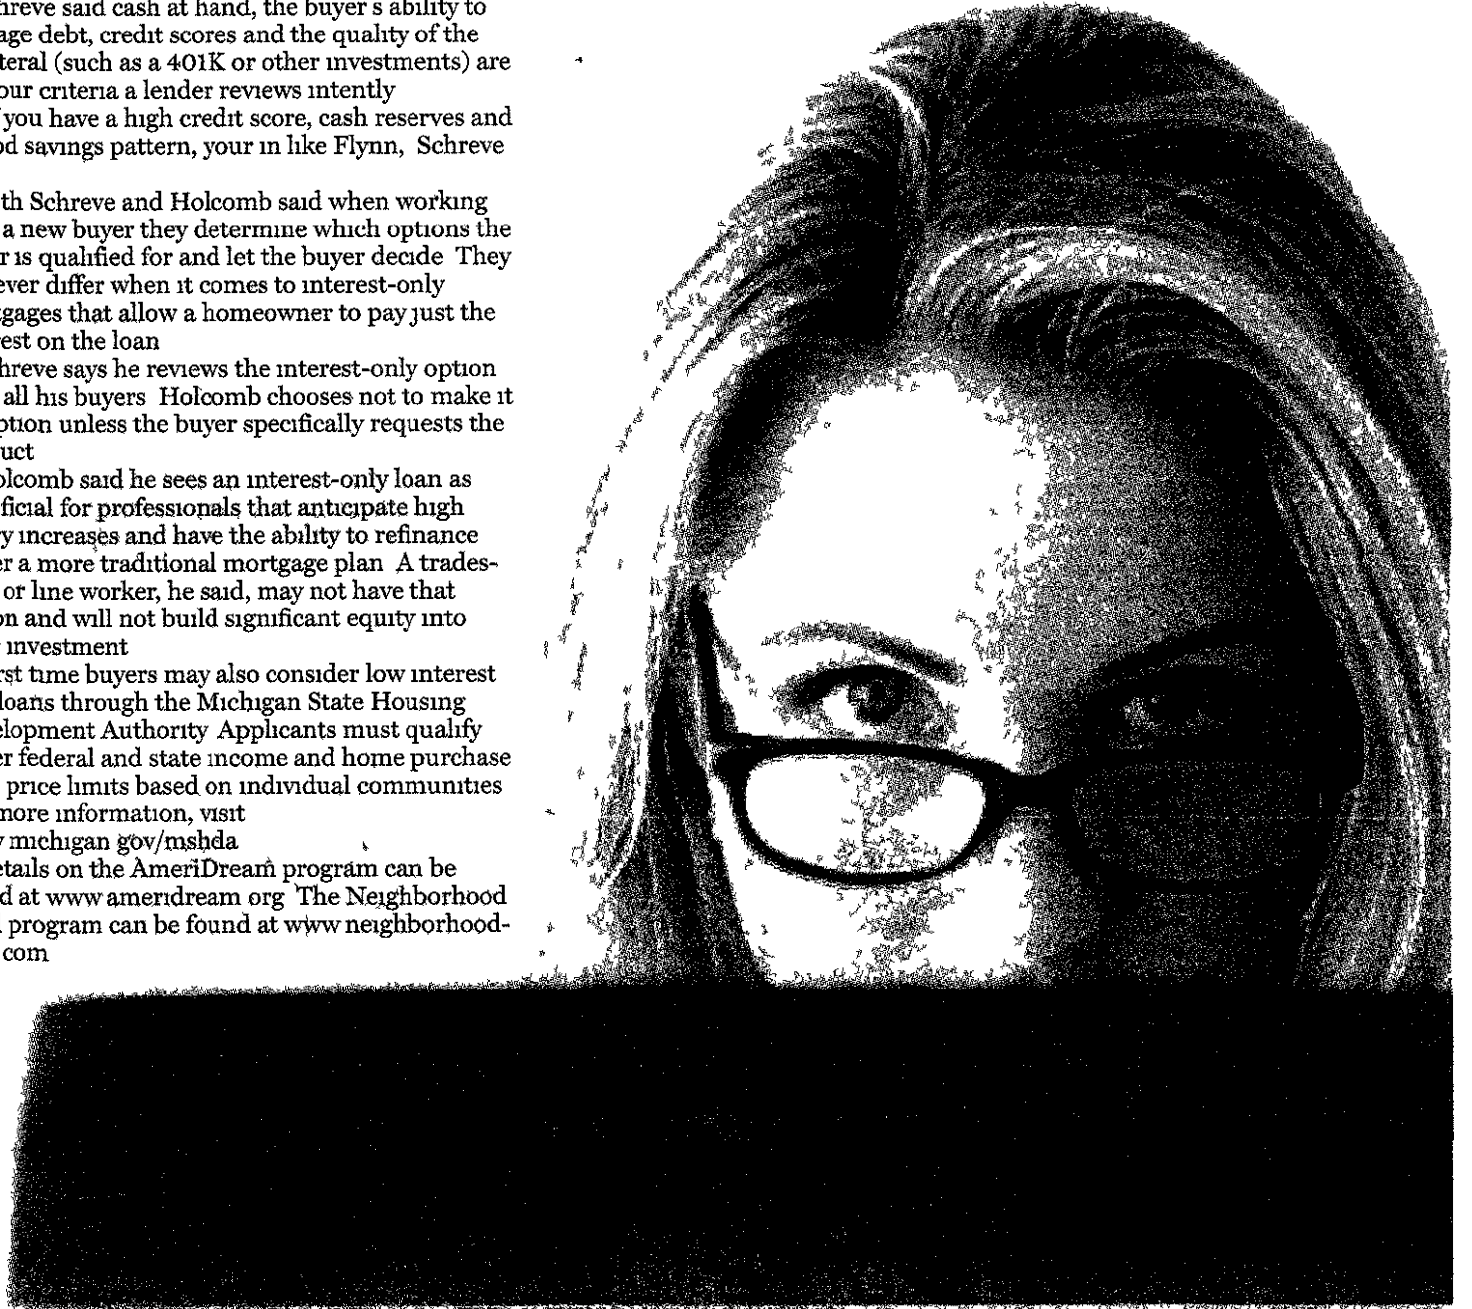 hreve said cash at hand, the buyer s ability to
age debt, credit scores and the quality of the
teral (such as a 401K or other investments) are
our criteria a lender reviews intently
you have a high credit score, cash reserves and
od savings pattern, your in like Flynn, Schreve
th Schreve and Holcomb said when working
a new buyer they determine which options the
r is qualified for and let the buyer decide They
ever differ when it comes to interest-only
gages that allow a homeowner to pay just the
est on the loan
hreve says he reviews the interest-only option
all his buyers Holcomb chooses not to make it
ption unless the buyer specifically requests the
uct
olcomb said he sees an interest-only loan as
ficial for professionals that anticipate high
y increases and have the ability to refinance
er a more traditional mortgage plan A trades-
or line worker, he said, may not have that
on and will not build significant equity into
investment
rst time buyers may also consider low interest
loans through the Michigan State Housing
elopment Authority Applicants must qualify
er federal and state income and home purchase
price limits based on individual communities
more information, visit
michigan gov/mshda
etails on the AmeriDream program can be
d at www ameridream org The Neighborhood
program can be found at www neighborhood-
com